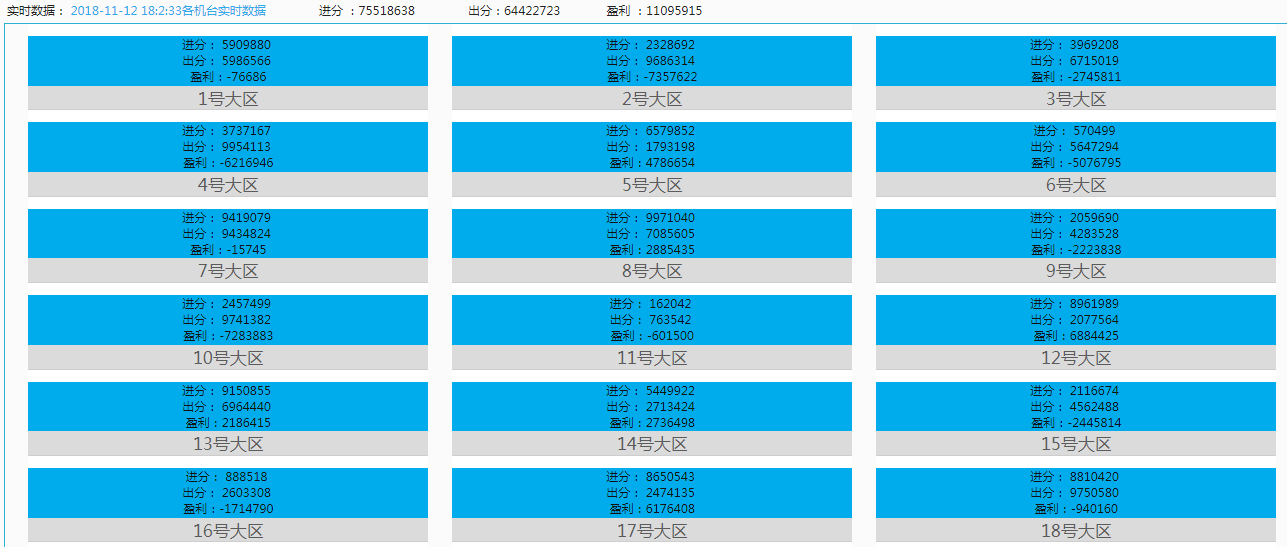 实时数据： 2018-11-12 18:2:33各机台实时数据 进分 ：75518638 出分：64422723 盈利 ：11095915
进分： 5909880
出分： 5986566
盈利：-76686
1号大区
进分： 2328692
出分： 9686314
盈利：-7357622
2号大区
进分： 3969208
出分： 6715019
盈利：-2745811
3号大区
进分： 3737167
出分： 9954113
盈利：-6216946
4号大区
进分： 6579852
出分： 1793198
盈利：4786654
5号大区
进分： 570499
出分： 5647294
盈利：-5076795
6号大区
进分： 9419079
出分： 9434824
盈利：-15745
7号大区
进分： 9971040
出分： 7085605
盈利：2885435
8号大区
进分： 2059690
出分： 4283528
盈利：-2223838
9号大区
进分： 2457499
出分： 9741382
盈利：-7283883
10号大区
进分： 162042
出分： 763542
盈利：-601500
11号大区
进分： 8961989
出分： 2077564
盈利：6884425
12号大区
进分： 9150855
出分： 6964440
盈利：2186415
13号大区
进分： 5449922
出分： 2713424
盈利：2736498
14号大区
进分： 2116674
出分： 4562488
盈利：-2445814
15号大区
进分： 888518
出分： 2603308
盈利：-1714790
16号大区
进分： 8650543
出分： 2474135
盈利：6176408
17号大区
进分： 8810420
出分： 9750580
盈利：-940160
18号大区